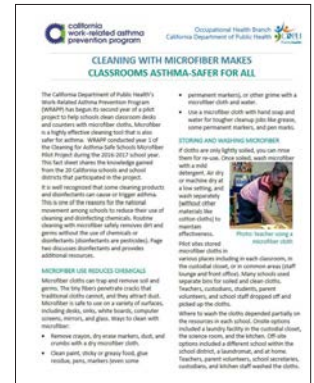 california
work-related asthma
prevention program
Occupational Health Branch
California Department of Public Health
CLEANING WITH MICROFIBER MAKES
CLASSROOMS ASTHMA-SAFER FOR ALL
The California Department of Public Health's
Work-Related Asthma Prevention Program
(WRAPP) has begun its second year of a pilot
project to help schools clean classroom desks
and counters with microfiber cloths. Microfiber
is a highly effective cleaning tool that is also
safer for asthma. WRAPP conducted year 1 of
the Cleaning for Asthma-Safe Schools Microfiber
Pilot Project during the 2016-2017 school year.
This fact sheet shares the knowledge gained
from the 20 California schools and school
districts that participated in the project.
It is well recognized that some cleaning products
and disinfectants can cause or trigger asthma.
This is one of the reasons for the national
movement among schools to reduce their use of
cleaning and disinfecting chemicals. Routine
cleaning with microfiber safely removes dirt and
germs without the use of chemicals or
disinfectants (disinfectants are pesticides). Page
two discusses disinfectants and provides
additional resources.
MICROFIBER USE REDUCES CHEMICALS
Microfiber cloths can trap and remove soil and
germs. The tiny fibers penetrate cracks that
traditional cloths cannot, and they attract dust.
Microfiber is safe to use on a variety of surfaces,
including desks, sinks, white boards, computer
screens, mirrors, and glass. Ways to clean with
microfiber:
• Remove crayon, dry erase markers, dust, and
crumbs with a dry microfiber cloth.
• Clean paint, sticky or greasy food, glue
residue, pens, markers (even some
permanent markers), or other grime with a
microfiber cloth and water.
• Use a microfiber cloth with hand soap and
water for tougher cleanup jobs like grease,
some permanent markers, and pen marks.
STORING AND WASHING MICROFIBER
If cloths are only lightly soiled, you can rinse
them for re-use. Once soiled, wash microfiber
with a mild
detergent. Air dry
or machine dry at
a low setting, and
wash separately
(without other
materials like
cotton cloths) to
maintain
effectiveness.
Photo: teacher using a
microfiber cloth
Pilot sites stored
microfiber cloths in
various places including in each classroom, in
the custodial closet, or in common areas (staff
lounge and front office). Many schools used
separate bins for soiled and clean cloths.
Teachers, custodians, students, parent
volunteers, and school staff dropped off and
picked up the cloths.
Where to wash the cloths depended partially on
the resources in each school. Onsite options
included a laundry facility in the custodial closet,
the science room, and the kitchen. Off-site
options included a different school within the
school district, a laundromat, and at home.
Teachers, parent volunteers, school secretaries,
custodians, and kitchen staff washed the cloths.